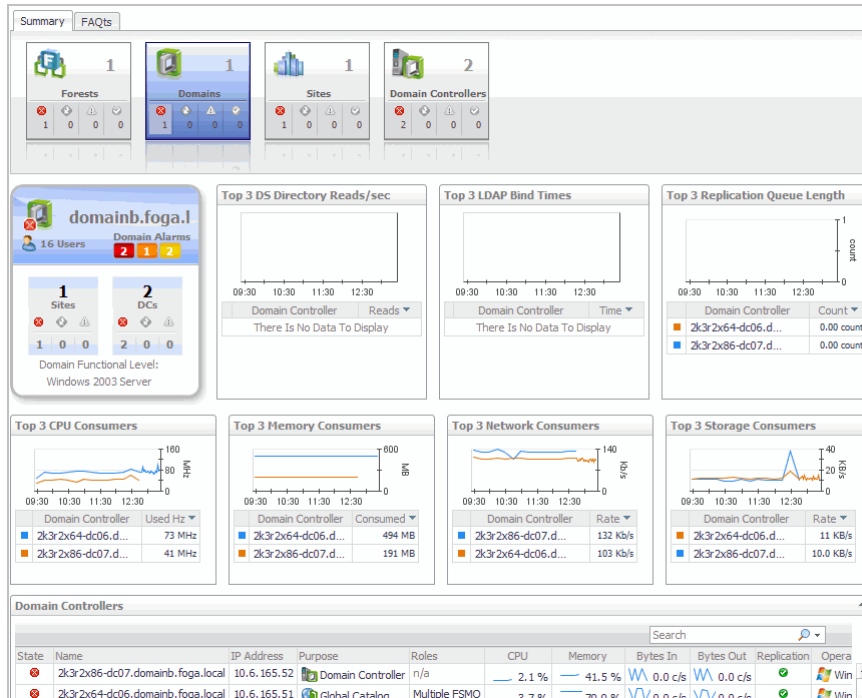 Summary FAQts
1 1 1 2
Forests Domains Sites Domain Controllers
1 0 0 0 1 0 0 0 1 0 0 0 2 0 0 0
domainb.foga.l
16 Users
Domain Alarms
2 1 2
1 2
Sites DCs
1 0 0 2 0 0
Domain Functional Level:
Windows 2003 Server
Top 3 DS Directory Reads/sec
09:30 10:30 11:30 12:30
Domain Controller Reads
There Is No Data To Display
Top 3 LDAP Bind Times
09:30 10:30 11:30 12:30
Domain Controller Time
There Is No Data To Display
Top 3 Replication Queue Length
1
count
0
09:30 10:30 11:30 12:30
Domain Controller Count
2k3r2x64-dc06.d... 0.00 count
2k3r2x86-dc07.d... 0.00 count
Top 3 CPU Consumers
160
80 MHz
0
09:30 10:30 11:30 12:30
Domain Controller Used Hz
2k3r2x64-dc06.d... 73 MHz
2k3r2x86-dc07.d... 41 MHz
Top 3 Memory Consumers
600
MB
0
09:30 10:30 11:30 12:30
Domain Controller Consumed
2k3r2x64-dc06.d... 494 MB
2k3r2x86-dc07.d... 191 MB
Top 3 Network Consumers
140
Kb/s
0
09:30 10:30 11:30 12:30
Domain Controller Rate
2k3r2x86-dc07.d... 132 Kb/s
2k3r2x64-dc06.d... 103 Kb/s
Top 3 Storage Consumers
40
20 KB/s
0
09:30 10:30 11:30 12:30
Domain Controller Rate
2k3r2x64-dc06.d... 11 KB/s
2k3r2x86-dc07.d... 10.0 KB/s
Domain Controllers
Search
State Name IP Address Purpose Roles CPU Memory Bytes In Bytes Out Replication Opera
2k3r2x86-dc07.domainb.foga.local 10.6.165.52 Domain Controller n/a 2.1 % 41.5 % 0.0 c/s 0.0 c/s Win
2k3r2x64-dc06.domainb.foga.local 10.6.165.51 Global Catalog Multiple FSMO 3.7 % 70.0 % 0.0 c/s 0.0 c/s Win